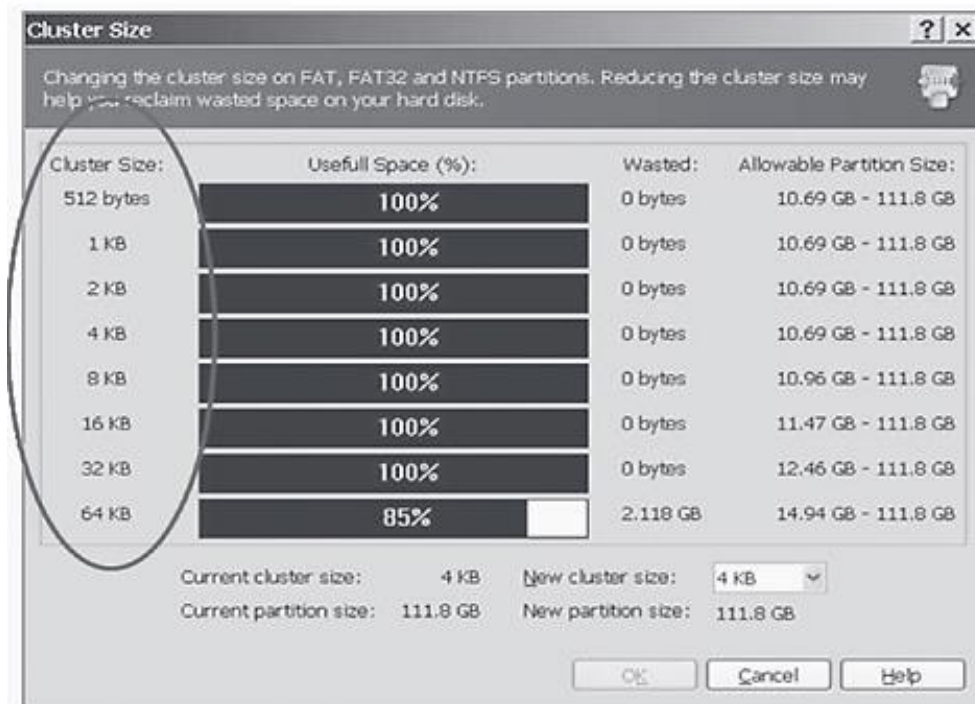 Cluster Size
Changing the cluster size on FAT, FAT32 and NTFS partitions. Reducing the cluster size may
help you reclaim wasted space on your hard disk.
Cluster Size: Usefull Space (%): Wasted: Allowable Partition Size:
512 bytes 100% 0 bytes 10.69 GB - 111.8 GB
1 KB 100% 0 bytes 10.69 GB - 111.8 GB
2 KB 100% 0 bytes 10.69 GB - 111.8 GB
4 KB 100% 0 bytes 10.69 GB - 111.8 GB
8 KB 100% 0 bytes 10.96 GB - 111.8 GB
16 KB 100% 0 bytes 11.47 GB - 111.8 GB
32 KB 100% 0 bytes 12.46 GB - 111.8 GB
64 KB 85% 2.118 GB 14.94 GB - 111.8 GB
Current cluster size: 4 KB New cluster size: 4 KB
Current partition size: 111.8 GB New partition size: 111.8 GB
OK Cancel Help